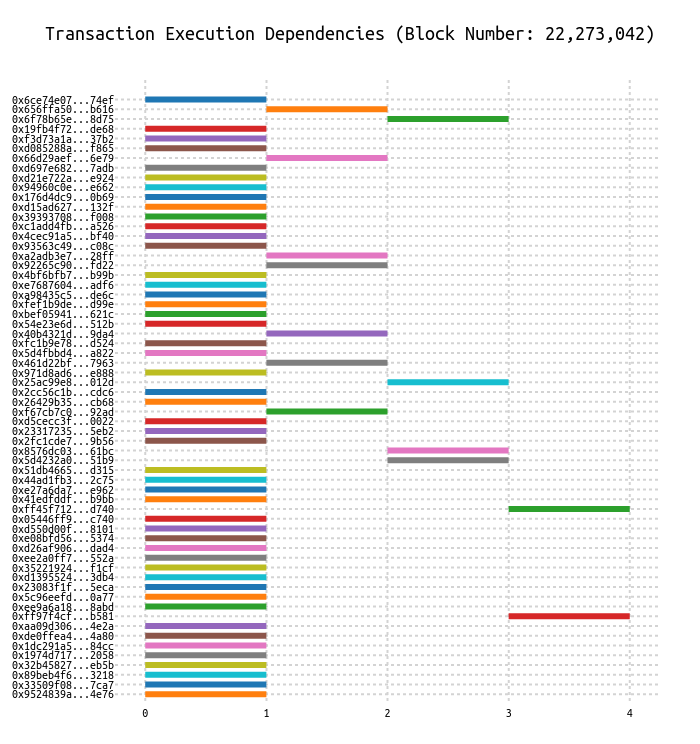 Transaction Execution Dependencies (Block Number: 22,273,042)
0x6ce74e07...74ef
0x656ffa50...b616
0x6f78b65e...8d75
0x19fb4f72...de68
0xf3d73a1a...37b2
0xd085288a...f865
0x66d29aef...6e79
0xd697e682...7adb
0xd21e722a...e924
0x94960c0e...e662
0x176d4dc9...0b69
0xd15ad627...132f
0x39393708...f008
0xc1add4fb...a526
0x4cec91a5...bf40
0x93563c49...c08c
0xa2adb3e7...28ff
0x92265c90...fd22
0x4bf6bfb7...b99b
0xe7687604...adf6
0xa98435c5...de6c
0xfef1b9de...d99e
0xbef05941...621c
0x54e23e6d...512b
0x40b4321d...9da4
0xfc1b9e78...d524
0x5d4fbbd4...a822
0x461d22bf...7963
0x971d8ad6...e888
0x25ac99e8...012d
0x2cc56c1b...cdc6
0x26429b35...cb68
0xf67cb7c0...92ad
0xd5cecc3f...0022
0x23317235...5eb2
0x2fc1cde7...9b56
0x8576dc03...61bc
0x5d4232a0...51b9
0x51db4665...d315
0x44ad1fb3...2c75
0xe27a6da7...e962
0x41edfddf...b9bb
0xff45f712...d740
0x05446ff9...c740
0xd550d00f...8101
0xe08bfd56...5374
0xd26af906...dad4
0xee2a0ff7...552a
0x35221924...f1cf
0xd1395524...3db4
0x23083f1f...5eca
0x5c96eefd...0a77
0xee9a6a18...8abd
0xff97f4cf...b581
0xaa09d306...4e2a
0xde0ffea4...4a80
0x1dc291a5...84cc
0x1974d717...2058
0x32b45827...eb5b
0x89beb4f6...3218
0x33509f08...7ca7
0x9524839a...4e76
0 1 2 3 4